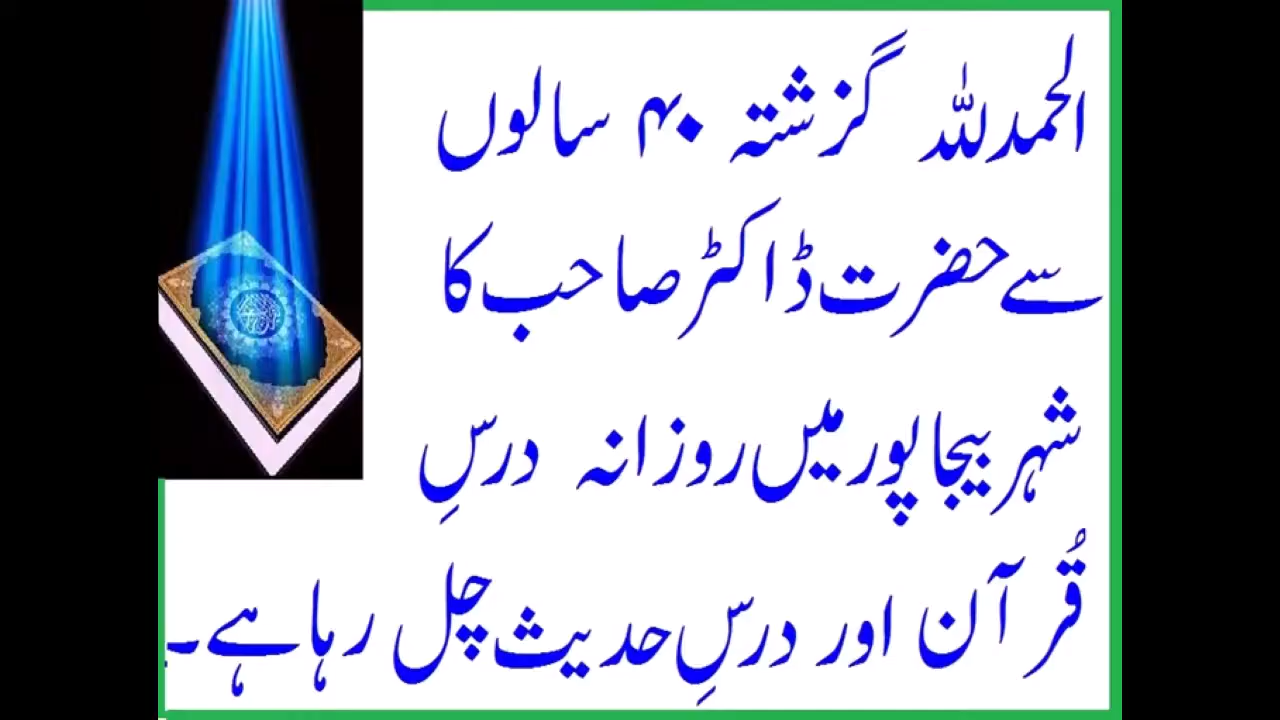 الحمدللہ گزشتہ ۴۰ سالوں
سے حضرت ڈاکٹر صاحب کا
شہر بیجاپور میں روزانہ درسِ
قُرآن اور درسِ حدیث چل رہا ہے۔